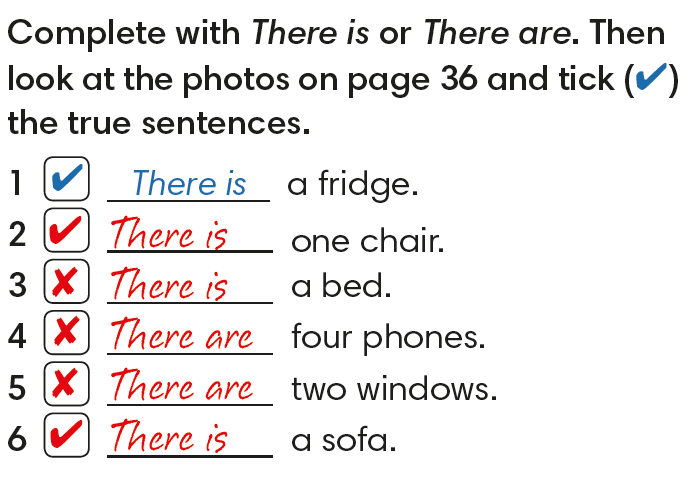 Complete with There is or There are. Then
look at the photos on page 36 and tick (✔)
the true sentences.
1 ✔ There is a fridge.
2 ✔ There is one chair.
3 ✘ There is a bed.
4 ✘ There are four phones.
5 ✘ There are two windows.
6 ✔ There is a sofa.